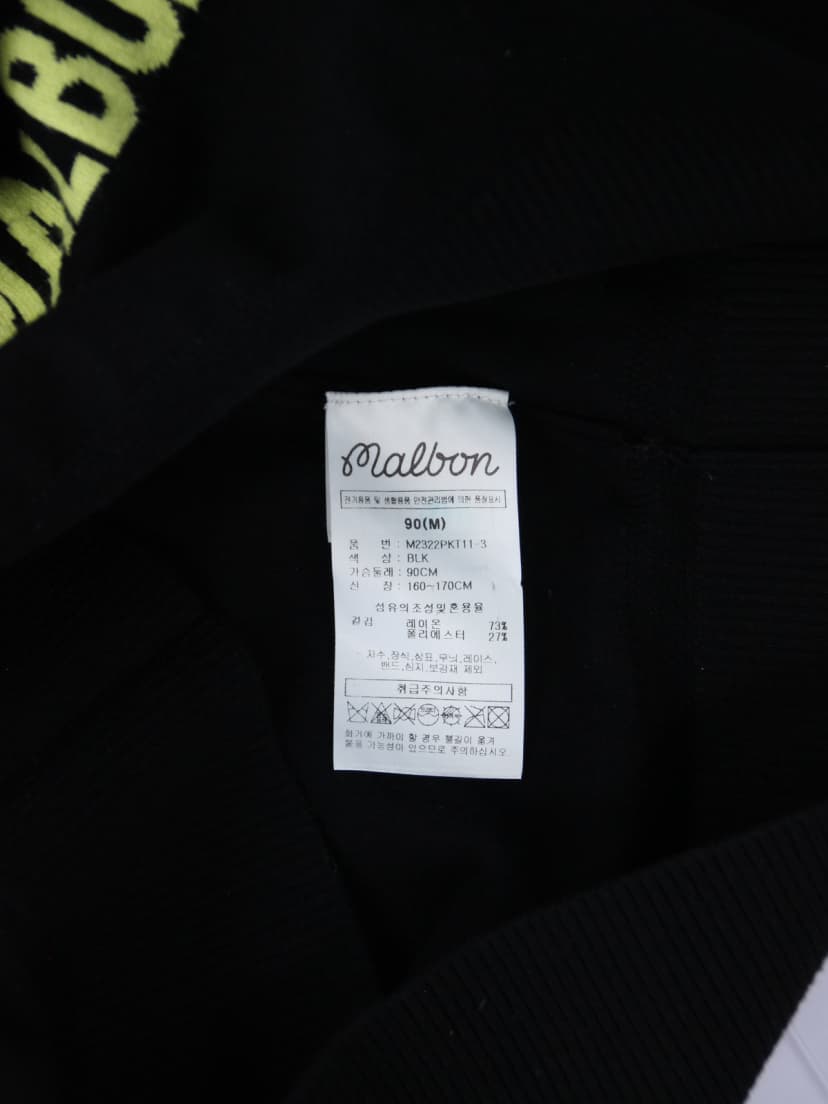 MALBON
Malbon
전기용품 및 생활용품 안전관리법에 의한 품질표시
90(M)
품 번 : M2322PKT11-3
색 상 : BLK
가슴둘레 : 90CM
신 장 : 160~170CM
섬유의조성및혼용율
겉감 레이온 73%
폴리에스터 27%
자수,장식,상표,무늬,레이스,
밴드,심지,보강재 제외
취급주의사항
화기에 가까이 할 경우 불길이 옮겨
붙을 가능성이 있으므로 주의하십시오